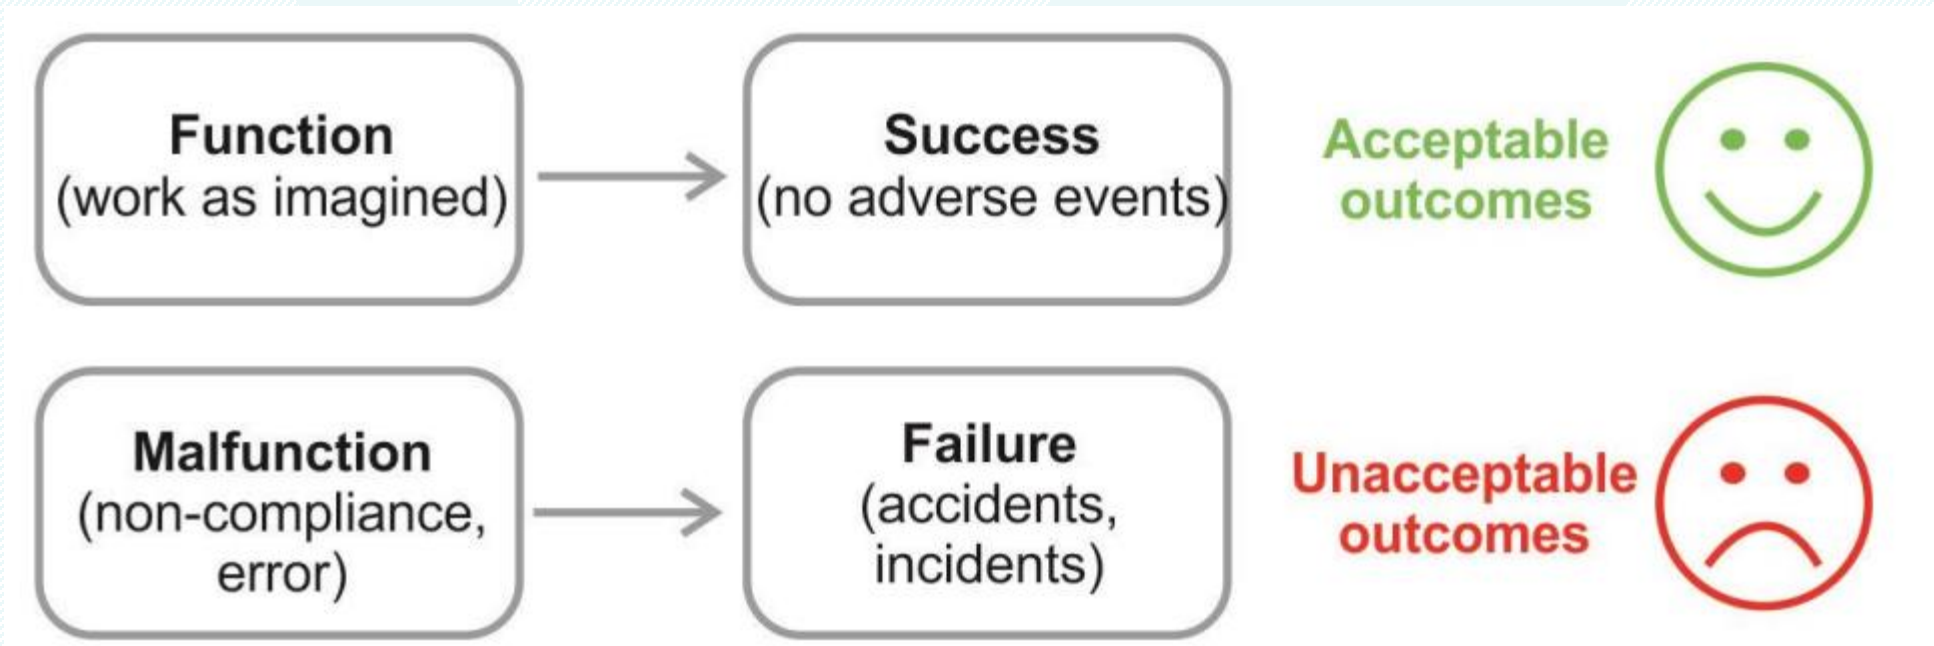 Function
(work as imagined)
Success
(no adverse events)
Acceptable
outcomes
Malfunction
(non-compliance,
error)
Failure
(accidents,
incidents)
Unacceptable
outcomes